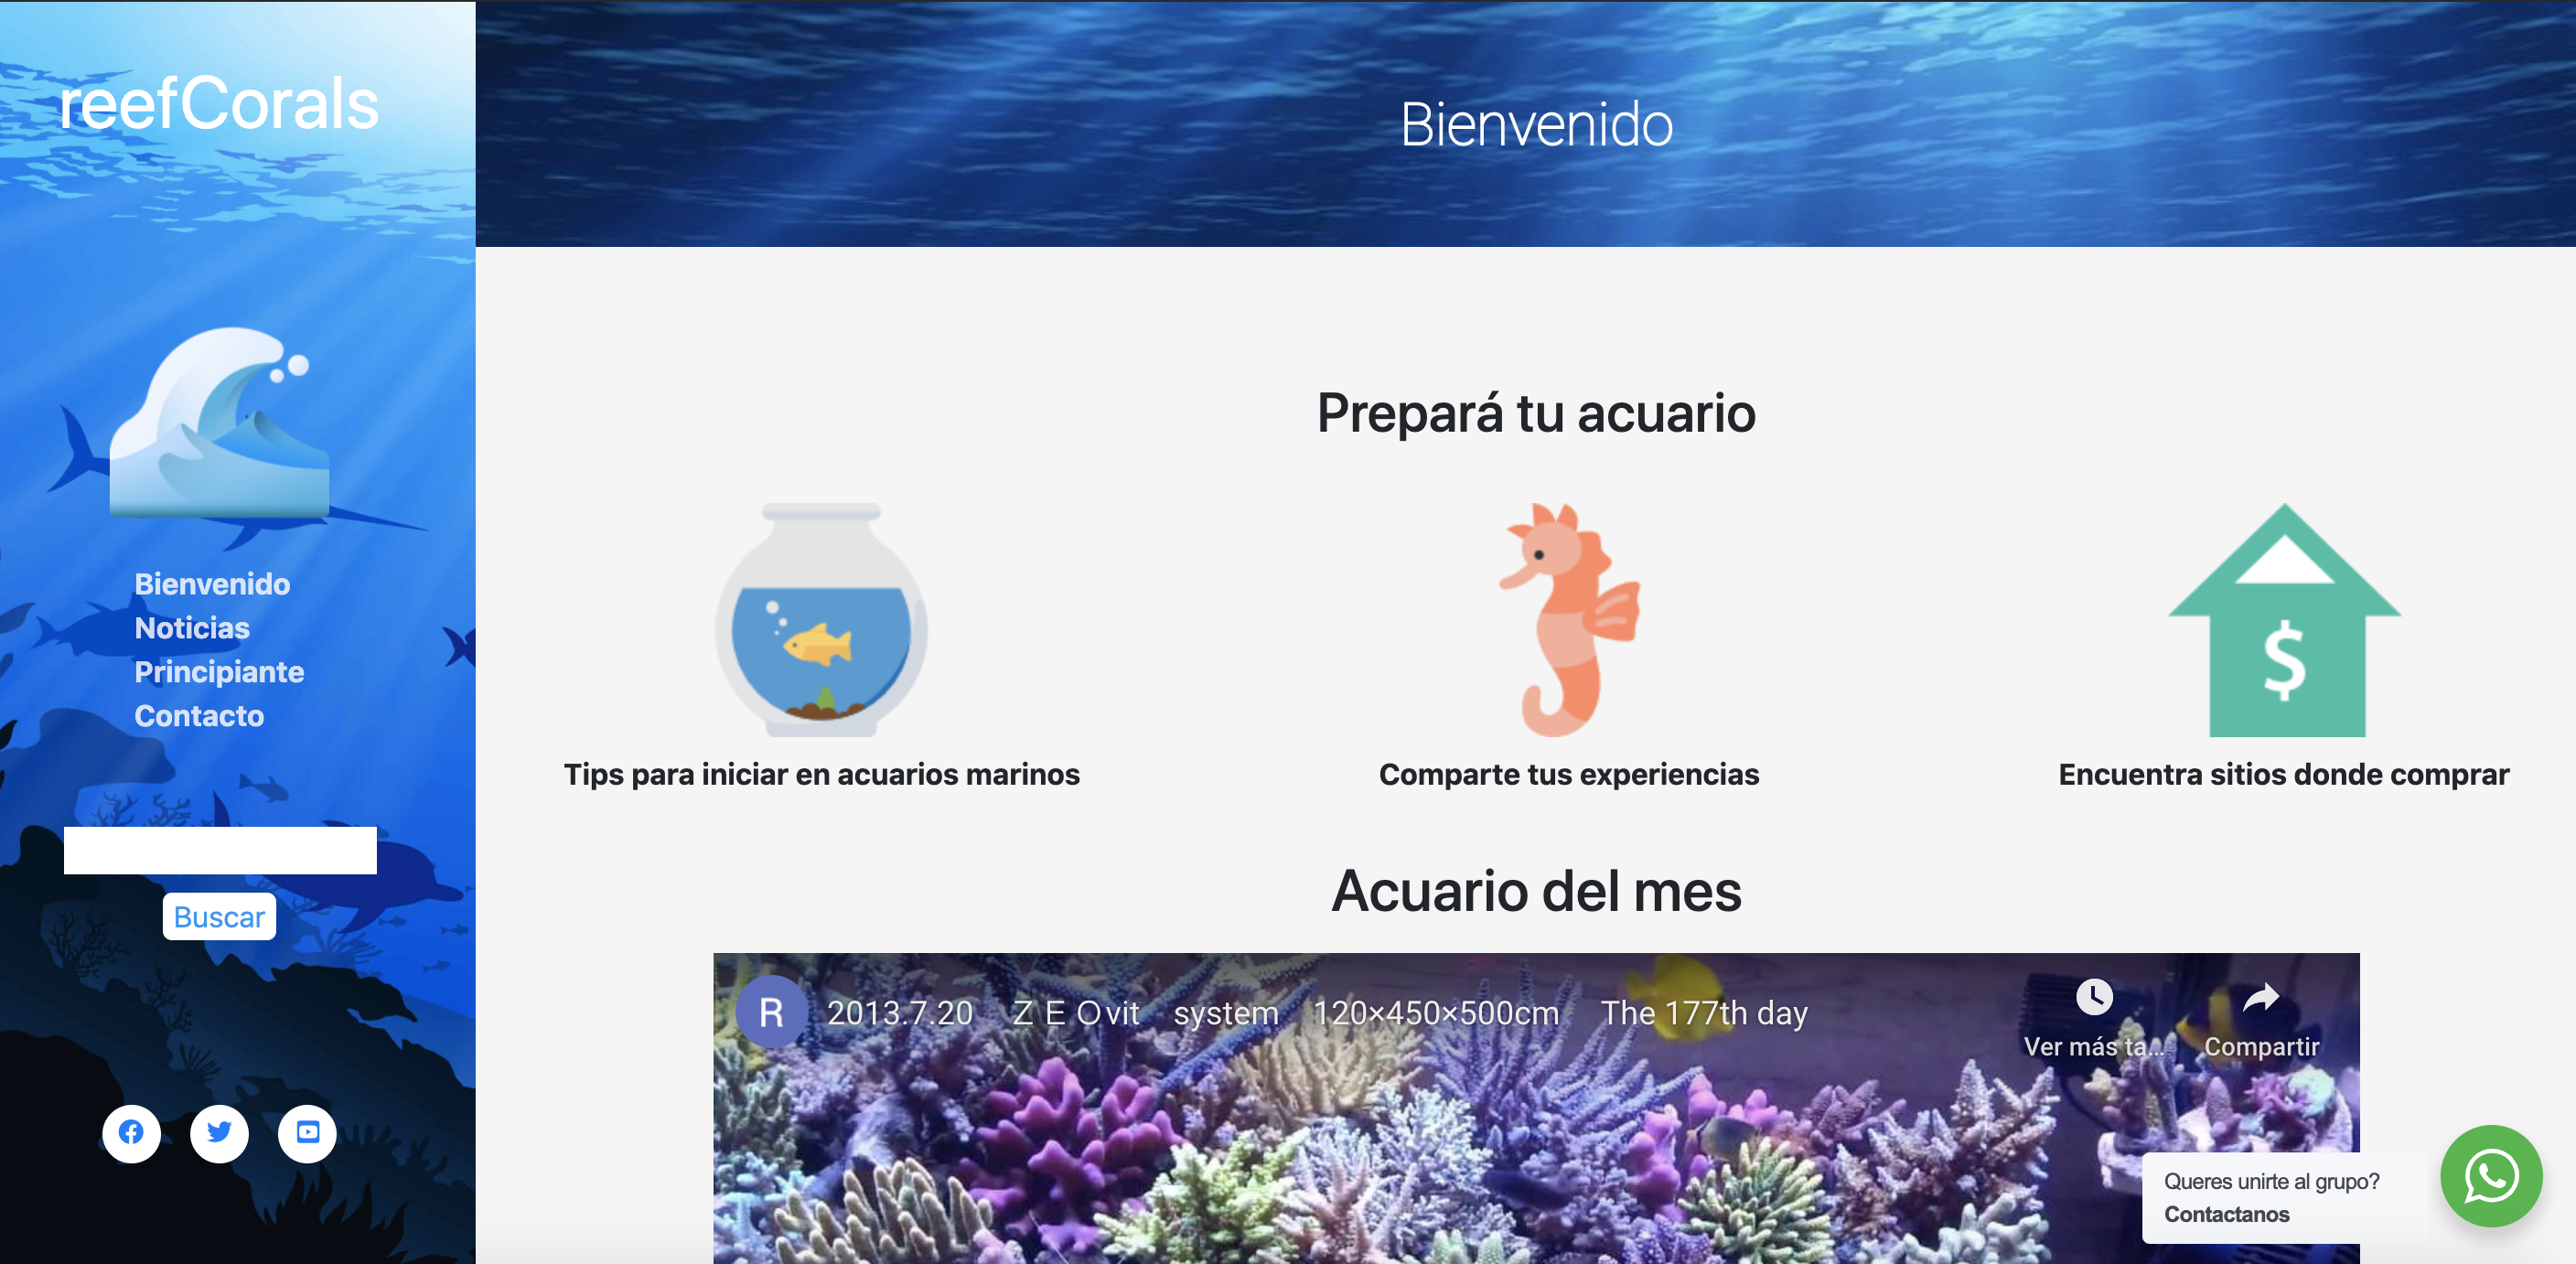 reefCorals
Bienvenido
Noticias
Principiante
Contacto
Buscar
Bienvenido
Prepará tu acuario
$
Tips para iniciar en acuarios marinos
Comparte tus experiencias
Encuentra sitios donde comprar
Acuario del mes
R 2013.7.20 ＺＥＯvit system 120×450×500cm The 177th day
Ver más ta... Compartir
Queres unirte al grupo?
Contactanos